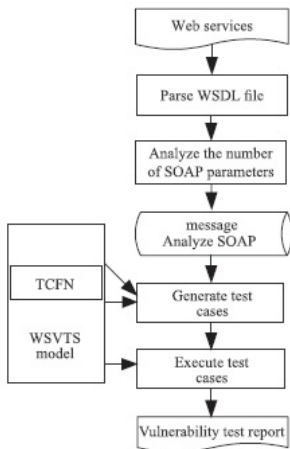 Web services
Parse WSDL file
Analyze the number
of SOAP parameters
message
Analyze SOAP
TCFN
WSVTS
model
Generate test
cases
Execute test
cases
Vulnerability test report